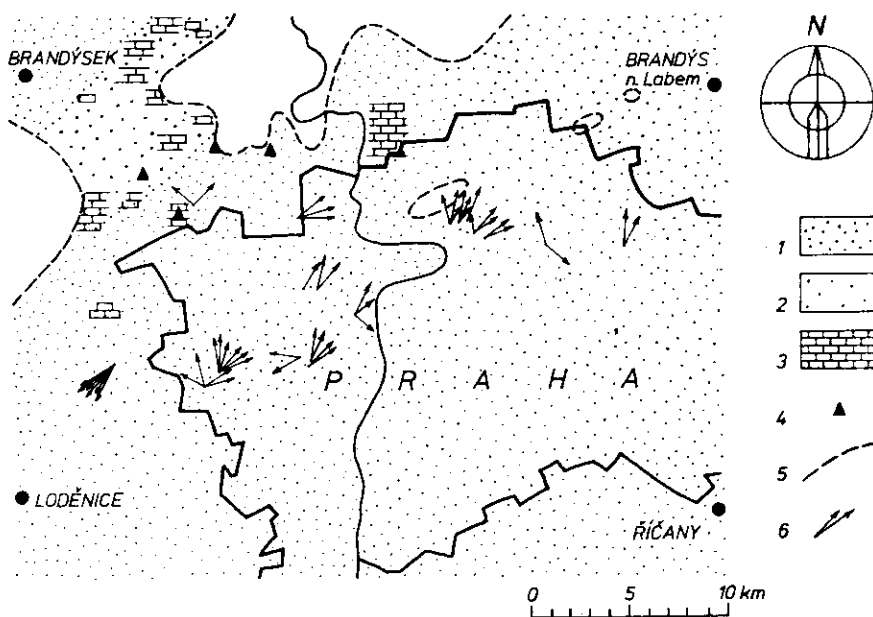 N
BRANDÝSEK
BRANDÝS
n. Labem
1
2
3
P R A H A
4
5
LODĚNICE
ŘÍČANY
6
0 5 10 km